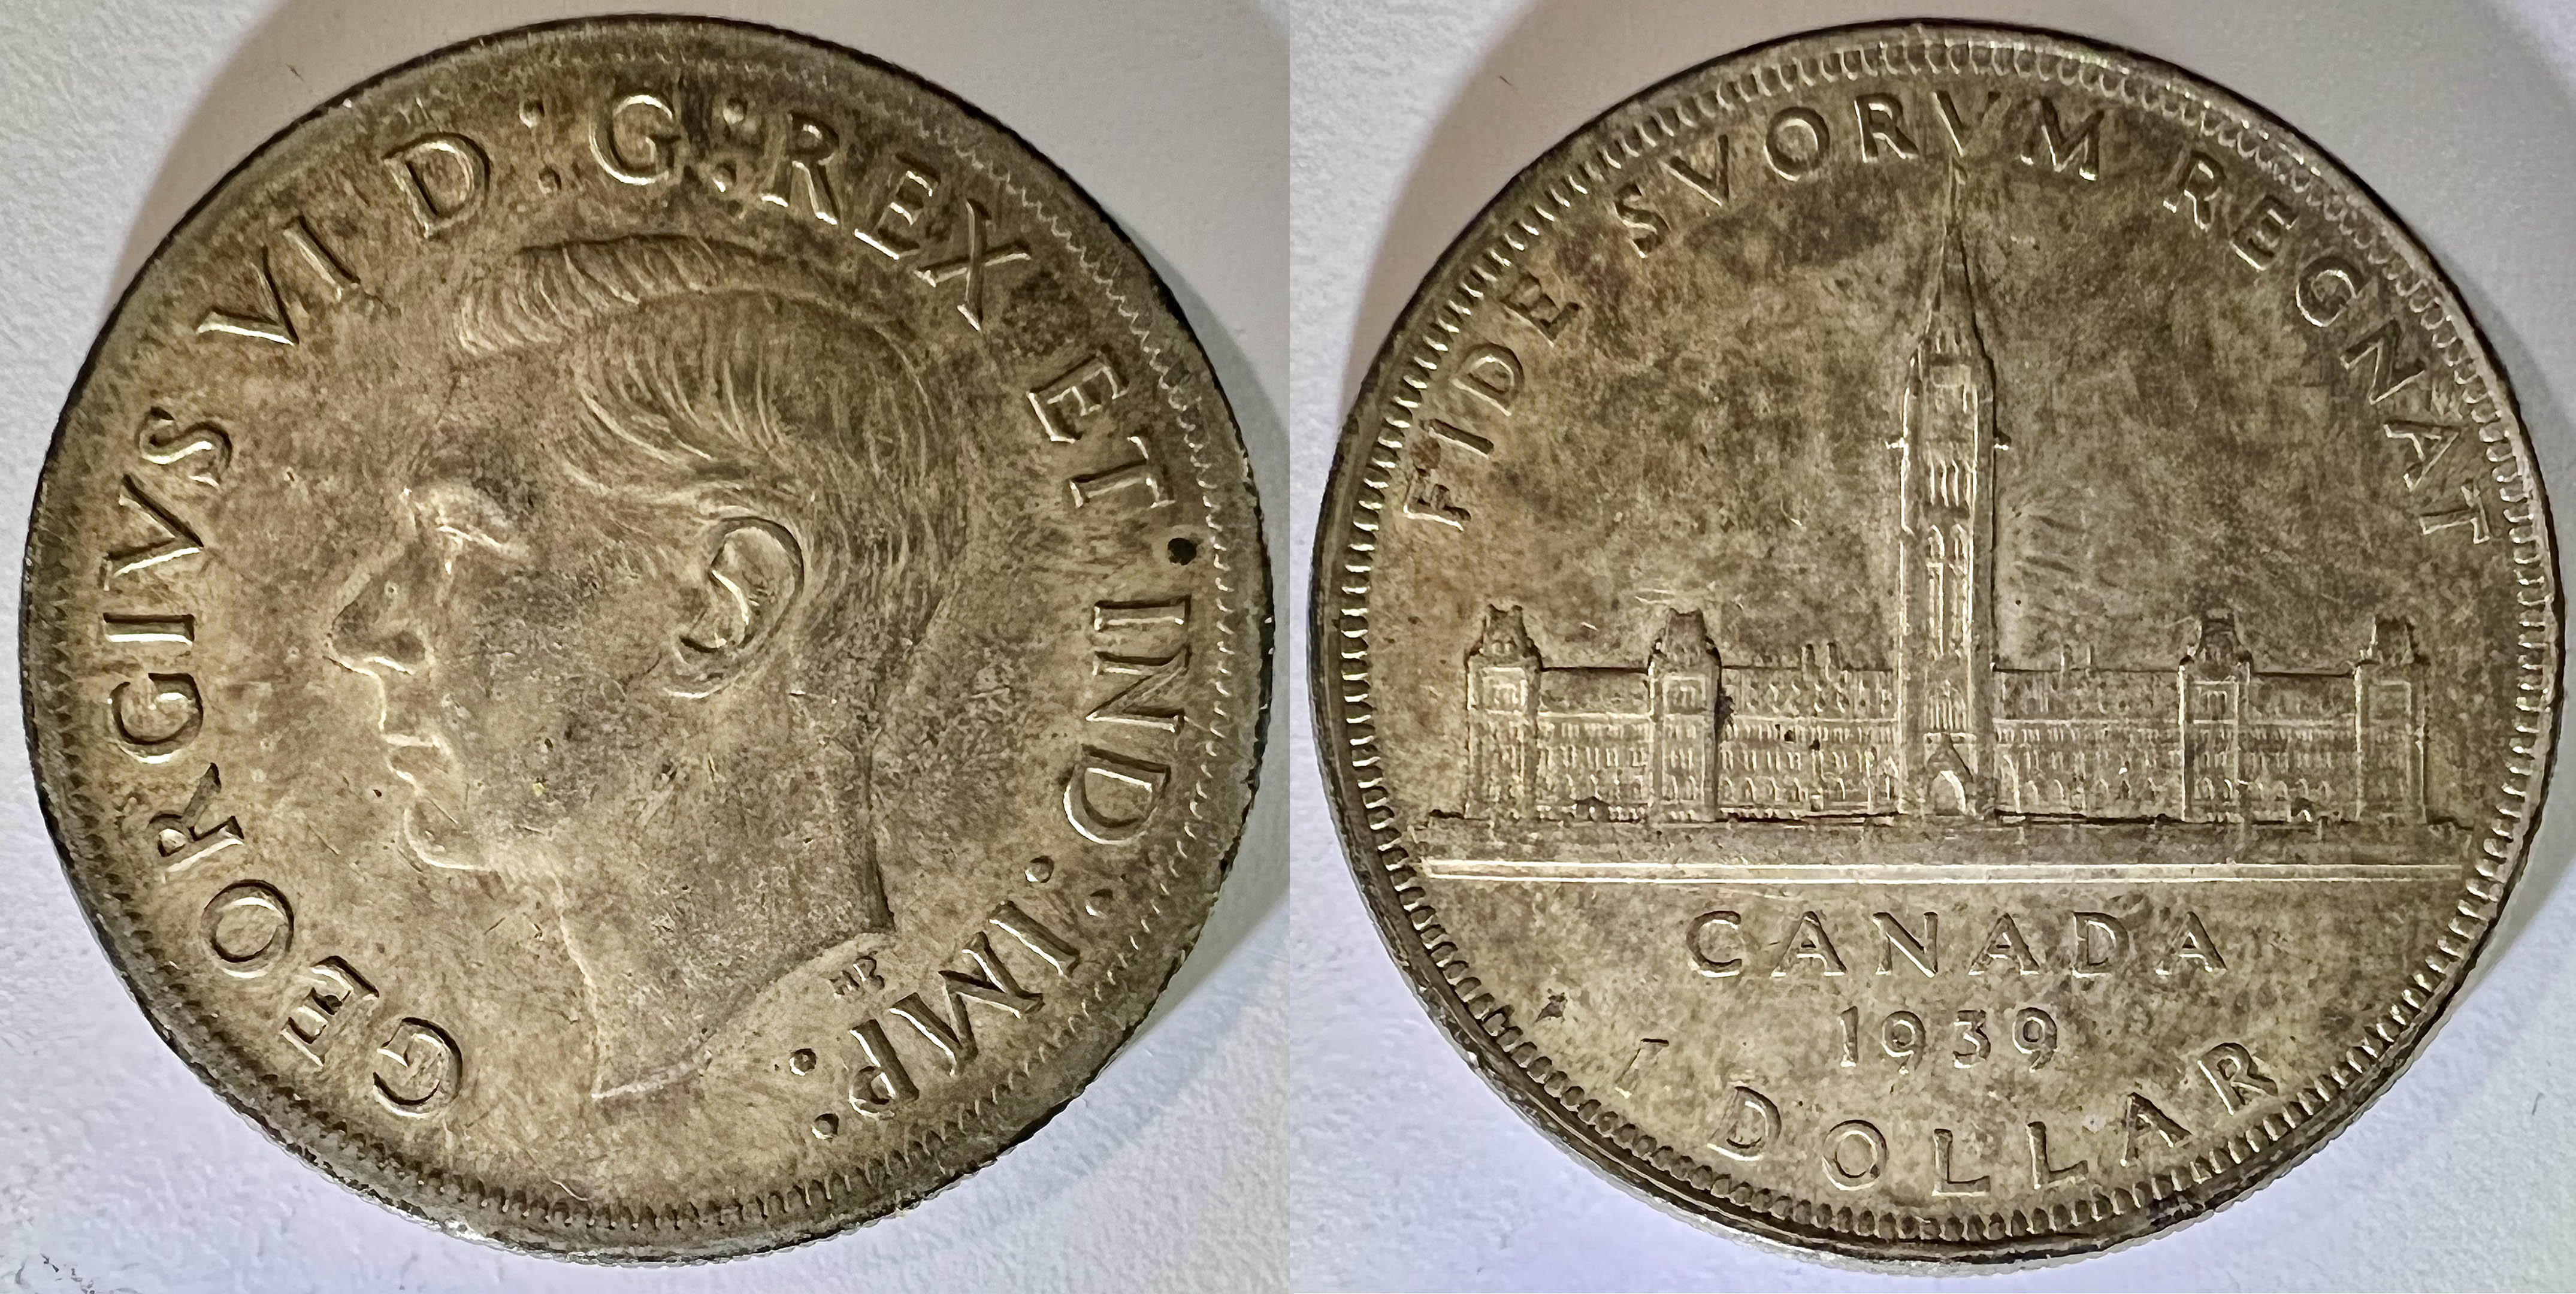 GEORGIVS VI D:G:REX ET·IND:IMP:
HP
FIDE SVORVM REGNAT
CANADA
1939
1 DOLLAR